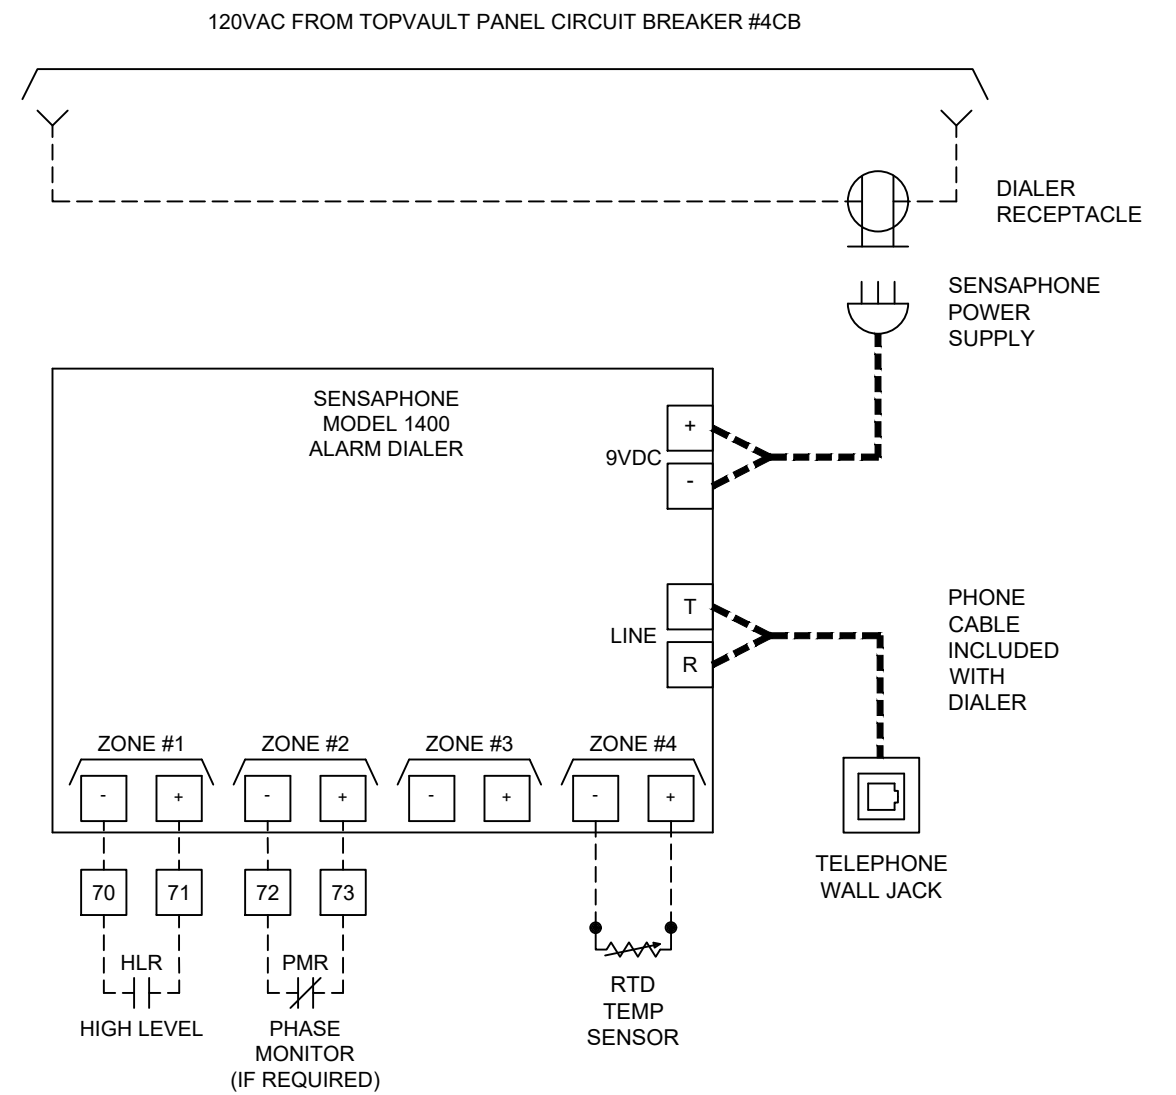 120VAC FROM TOPVAULT PANEL CIRCUIT BREAKER #4CB
DIALER
RECEPTACLE
SENSAPHONE
POWER
SUPPLY
SENSAPHONE
MODEL 1400
ALARM DIALER
+
9VDC
-
T
LINE
R
PHONE
CABLE
INCLUDED
WITH
DIALER
ZONE #1
ZONE #2
ZONE #3
ZONE #4
- + - + - + - +
TELEPHONE
WALL JACK
70 71 72 73
HLR
PMR
HIGH LEVEL
PHASE
MONITOR
(IF REQUIRED)
RTD
TEMP
SENSOR